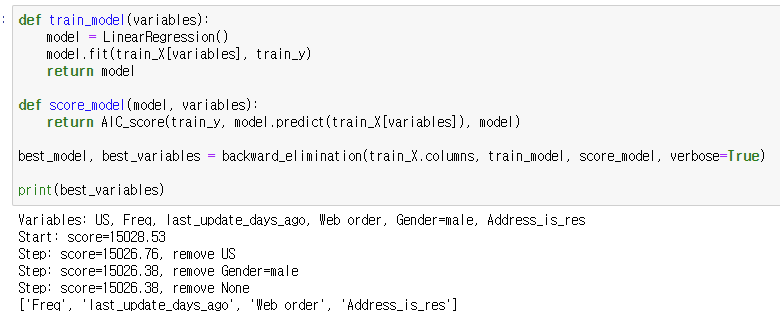 : def train_model(variables):
    model = LinearRegression()
    model.fit(train_X[variables], train_y)
    return model
def score_model(model, variables):
    return AIC_score(train_y, model.predict(train_X[variables]), model)
best_model, best_variables = backward_elimination(train_X.columns, train_model, score_model, verbose=True)
print(best_variables)
Variables: US, Freq, last_update_days_ago, Web order, Gender=male, Address_is_res
Start: score=15028.53
Step: score=15026.76, remove US
Step: score=15026.38, remove Gender=male
Step: score=15026.38, remove None
['Freq', 'last_update_days_ago', 'Web order', 'Address_is_res']